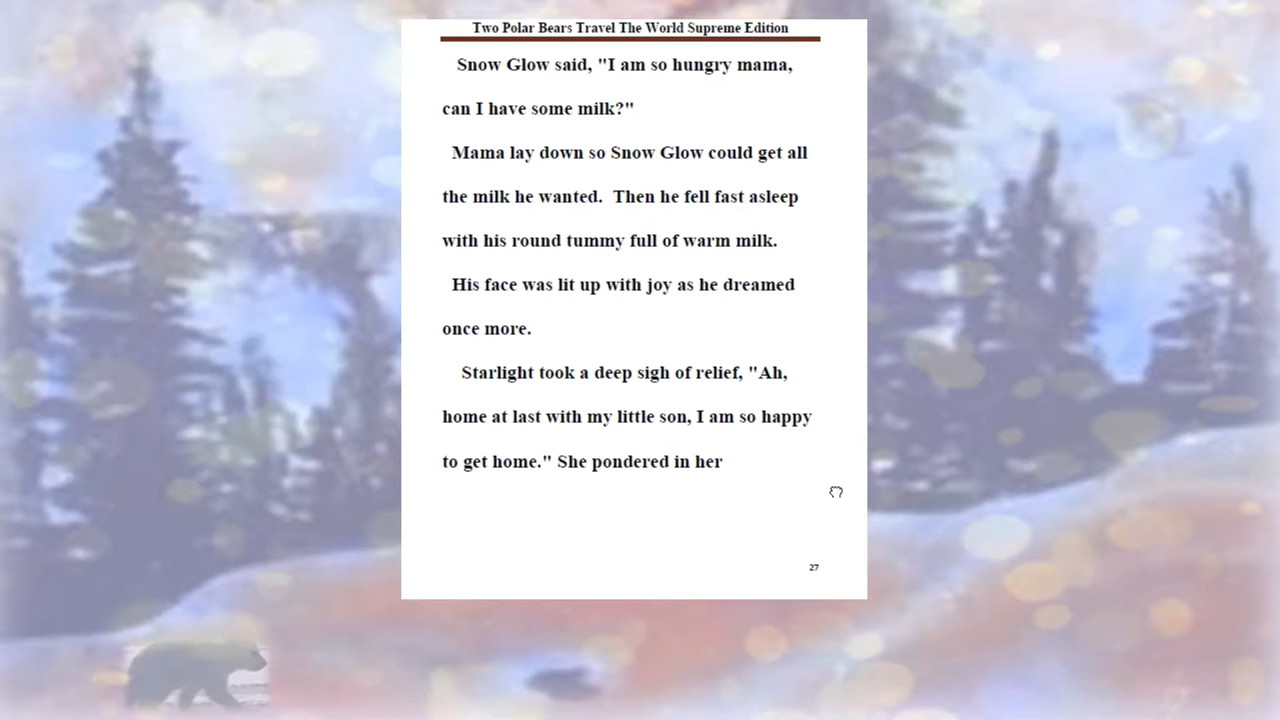 Two Polar Bears Travel The World Supreme Edition
Snow Glow said, "I am so hungry mama,
can I have some milk?"
Mama lay down so Snow Glow could get all
the milk he wanted.  Then he fell fast asleep
with his round tummy full of warm milk.
His face was lit up with joy as he dreamed
once more.
Starlight took a deep sigh of relief, "Ah,
home at last with my little son, I am so happy
to get home." She pondered in her
27